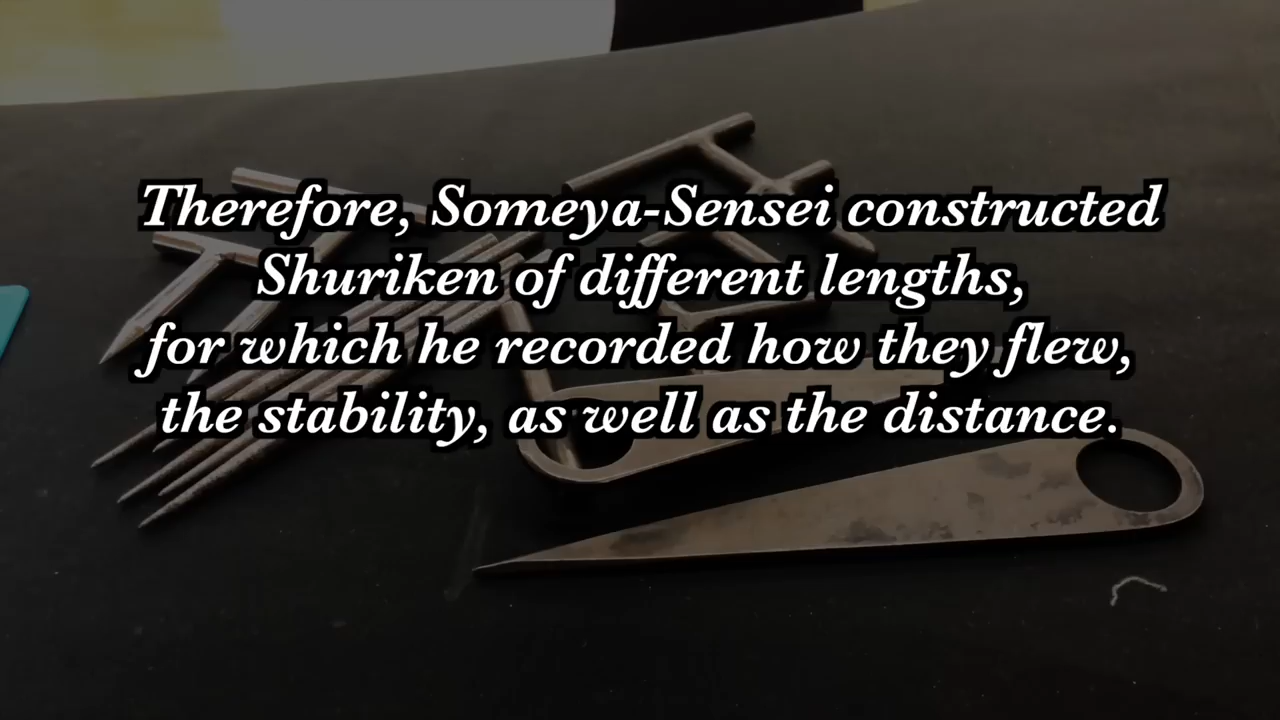 Therefore, Someya-Sensei constructed
Shuriken of different lengths,
for which he recorded how they flew,
the stability, as well as the distance.